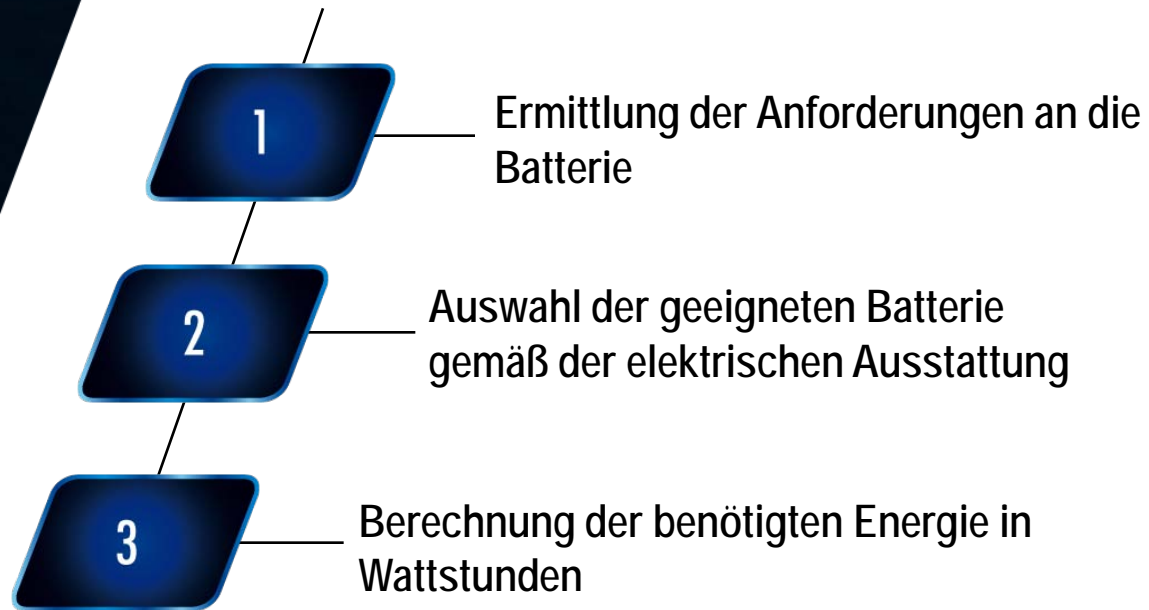 1
Ermittlung der Anforderungen an die
Batterie
2
Auswahl der geeigneten Batterie
gemäß der elektrischen Ausstattung
3
Berechnung der benötigten Energie in
Wattstunden